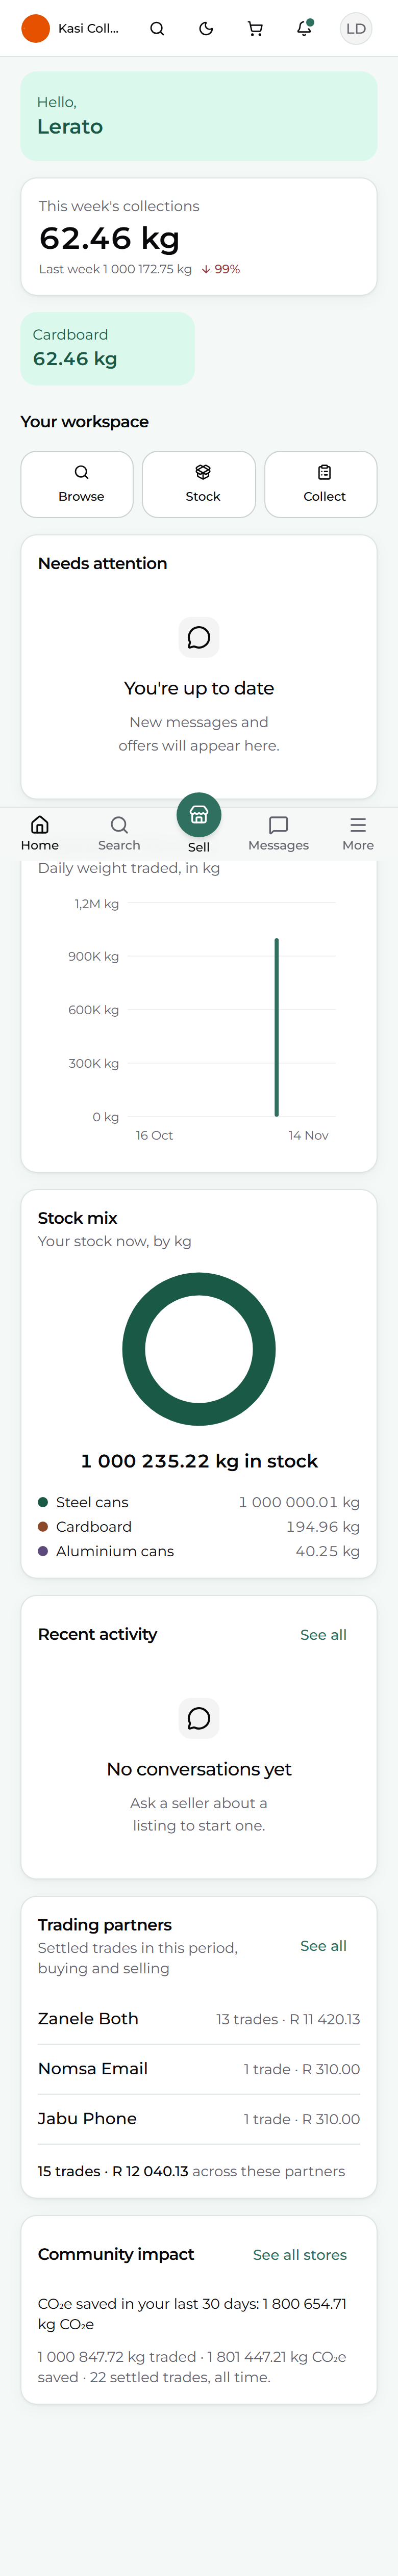 Kasi Coll...
LD
Hello,
Lerato
This week's collections
62.46 kg
Last week 1 000 172.75 kg ↓ 99%
Cardboard
62.46 kg
Your workspace
Browse
Stock
Collect
Needs attention
You're up to date
New messages and
offers will appear here.
Home
Search
Sell
Messages
More
Daily weight traded, in kg
1,2M kg
900K kg
600K kg
300K kg
0 kg
16 Oct
14 Nov
Stock mix
Your stock now, by kg
1 000 235.22 kg in stock
Steel cans 1 000 000.01 kg
Cardboard 194.96 kg
Aluminium cans 40.25 kg
Recent activity See all
No conversations yet
Ask a seller about a
listing to start one.
Trading partners
Settled trades in this period,
buying and selling
See all
Zanele Both 13 trades · R 11 420.13
Nomsa Email 1 trade · R 310.00
Jabu Phone 1 trade · R 310.00
15 trades · R 12 040.13 across these partners
Community impact See all stores
CO₂e saved in your last 30 days: 1 800 654.71
kg CO₂e
1 000 847.72 kg traded · 1 801 447.21 kg CO₂e
saved · 22 settled trades, all time.